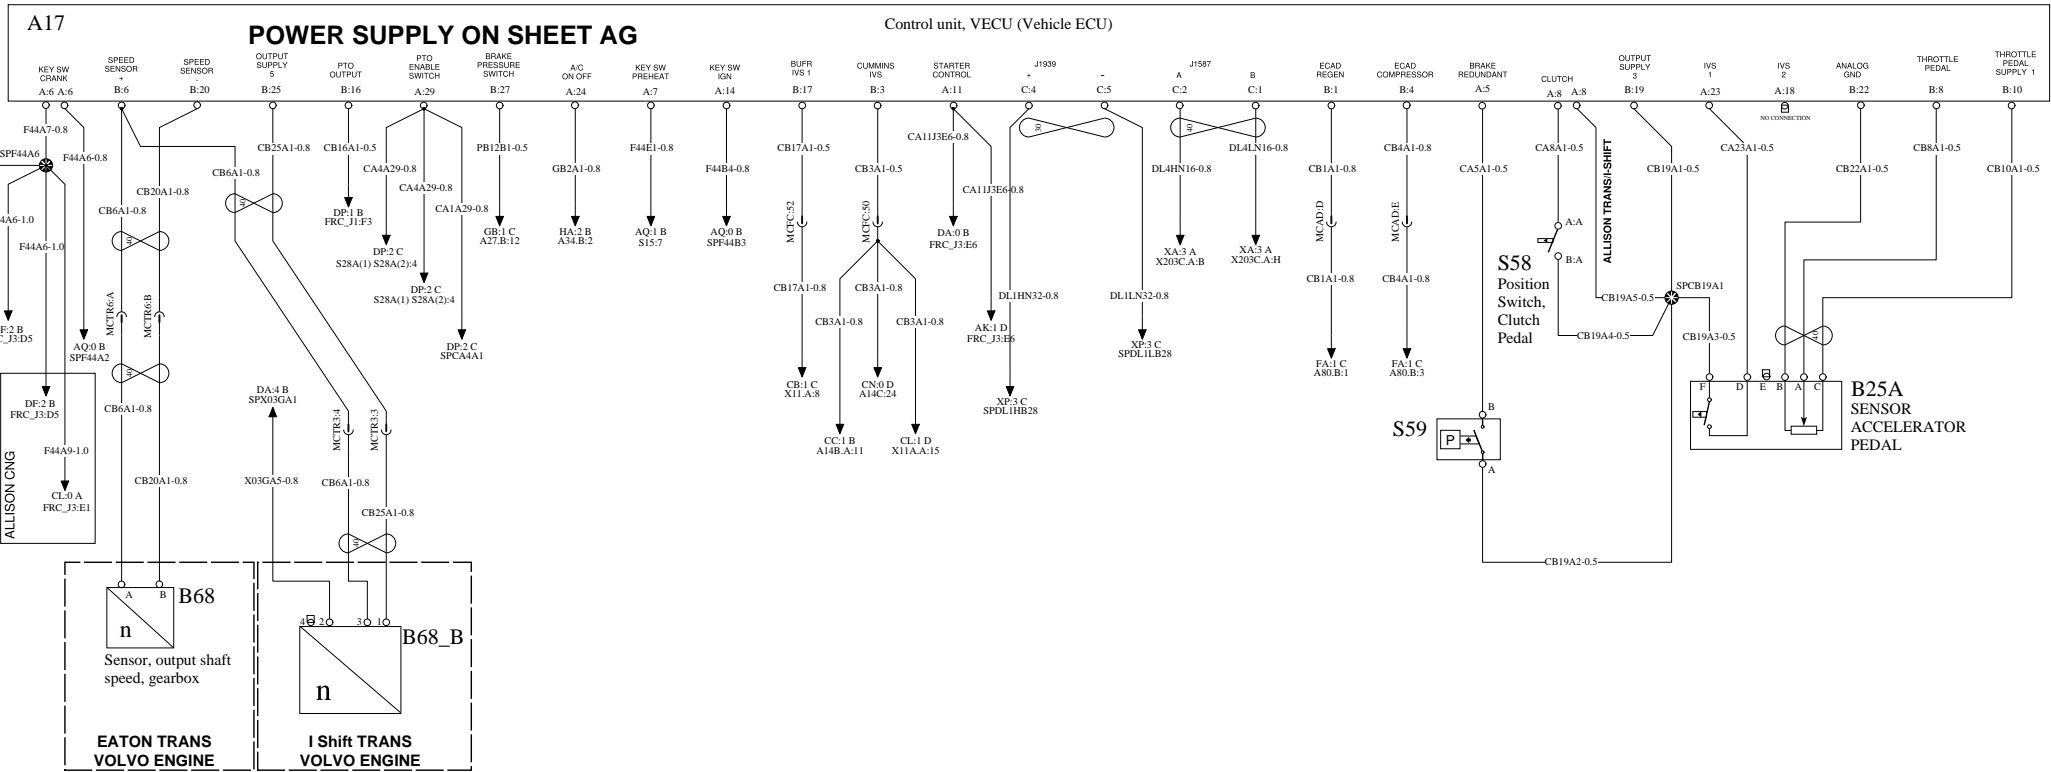 A17
POWER SUPPLY ON SHEET AG
Control unit, VECU (Vehicle ECU)
KEY SW
CRANK
A:6 A:6
SPEED
SENSOR
+
B:6
SPEED
SENSOR
-
B:20
OUTPUT
SUPPLY
5
B:25
PTO
OUTPUT
B:16
PTO
ENABLE
SWITCH
A:29
BRAKE
PRESSURE
SWITCH
B:27
A/C
ON OFF
A:24
KEY SW
PREHEAT
A:7
KEY SW
IGN
A:14
BUFR
IVS 1
B:17
CUMMINS
IVS
B:3
STARTER
CONTROL
A:11
J1939
+ -
C:4 C:5
J1587
A B
C:2 C:1
ECAD
REGEN
B:1
ECAD
COMPRESSOR
B:4
BRAKE
REDUNDANT
A:5
CLUTCH
A:8 A:8
OUTPUT
SUPPLY
3
B:19
IVS
1
A:23
IVS
2
A:18
NO CONNECTION
ANALOG
GND
B:22
THROTTLE
PEDAL
B:8
THROTTLE
PEDAL
SUPPLY 1
B:10
F44A7-0.8
SPF44A6
F44A6-0.8
4A6-1.0
F44A6-1.0
F:2 B
C_J3:D5
AQ:0 B
SPF44A2
DF:2 B
FRC_J3:D5
F44A9-1.0
CL:0 A
FRC_J3:E1
ALLISON CNG
CB6A1-0.8
CB20A1-0.8
40
MCTR6:A
MCTR6:B
40
CB6A1-0.8
CB20A1-0.8
CB6A1-0.8
CB25A1-0.8
40
DA:4 B
SPX03GA1
X03GA5-0.8
MCTR3:4
MCTR3:3
CB6A1-0.8
CB25A1-0.8
40
CB16A1-0.5
DP:1 B
FRC_J1:F3
CA4A29-0.8
CA4A29-0.8
CA1A29-0.8
DP:2 C
S28A(1) S28A(2):4
DP:2 C
S28A(1) S28A(2):4
DP:2 C
SPCA4A1
PB12B1-0.5
GB:1 C
A27.B:12
GB2A1-0.8
HA:2 B
A34.B:2
F44E1-0.8
AQ:1 B
S15:7
F44B4-0.8
AQ:0 B
SPF44B3
CB17A1-0.5
MCFC:52
CB17A1-0.8
CB:1 C
X11.A:8
CB3A1-0.5
MCFC:50
CB3A1-0.8
CB3A1-0.8
CB3A1-0.8
CN:0 D
A14C:24
CC:1 B
A14B.A:11
CL:1 D
X11A.A:15
CA11J3E6-0.8
CA11J3E6-0.8
DA:0 B
FRC_J3:E6
AK:1 D
FRC_J3:E6
30
DL1HN32-0.8
DL1LN32-0.8
XP:3 C
SPDL1HB28
XP:3 C
SPDL1LB28
40
DL4HN16-0.8
DL4LN16-0.8
XA:3 A
X203C.A:B
XA:3 A
X203C.A:H
CB1A1-0.8
MCAD:D
CB1A1-0.8
FA:1 C
A80.B:1
CB4A1-0.8
MCAD:E
CB4A1-0.8
FA:1 C
A80.B:3
CA5A1-0.5
S59
B
P
A
CB19A2-0.5
CA8A1-0.5
A:A
B:A
S58
Position
Switch,
Clutch
Pedal
ALLISON TRANS/I-SHIFT
CB19A1-0.5
SPCB19A1
CB19A5-0.5
CB19A4-0.5
CB19A3-0.5
CA23A1-0.5
CB22A1-0.5
CB8A1-0.5
CB10A1-0.5
40
F D E B A C
B25A
SENSOR
ACCELERATOR
PEDAL
A B
B68
n
Sensor, output shaft
speed, gearbox
EATON TRANS
VOLVO ENGINE
4 2 3 1
B68_B
n
I Shift TRANS
VOLVO ENGINE